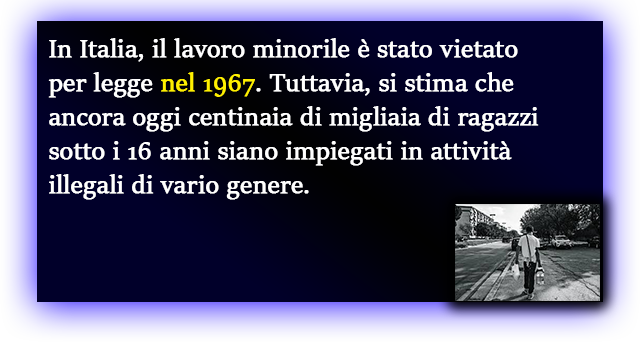 In Italia, il lavoro minorile è stato vietato
per legge nel 1967. Tuttavia, si stima che
ancora oggi centinaia di migliaia di ragazzi
sotto i 16 anni siano impiegati in attività
illegali di vario genere.